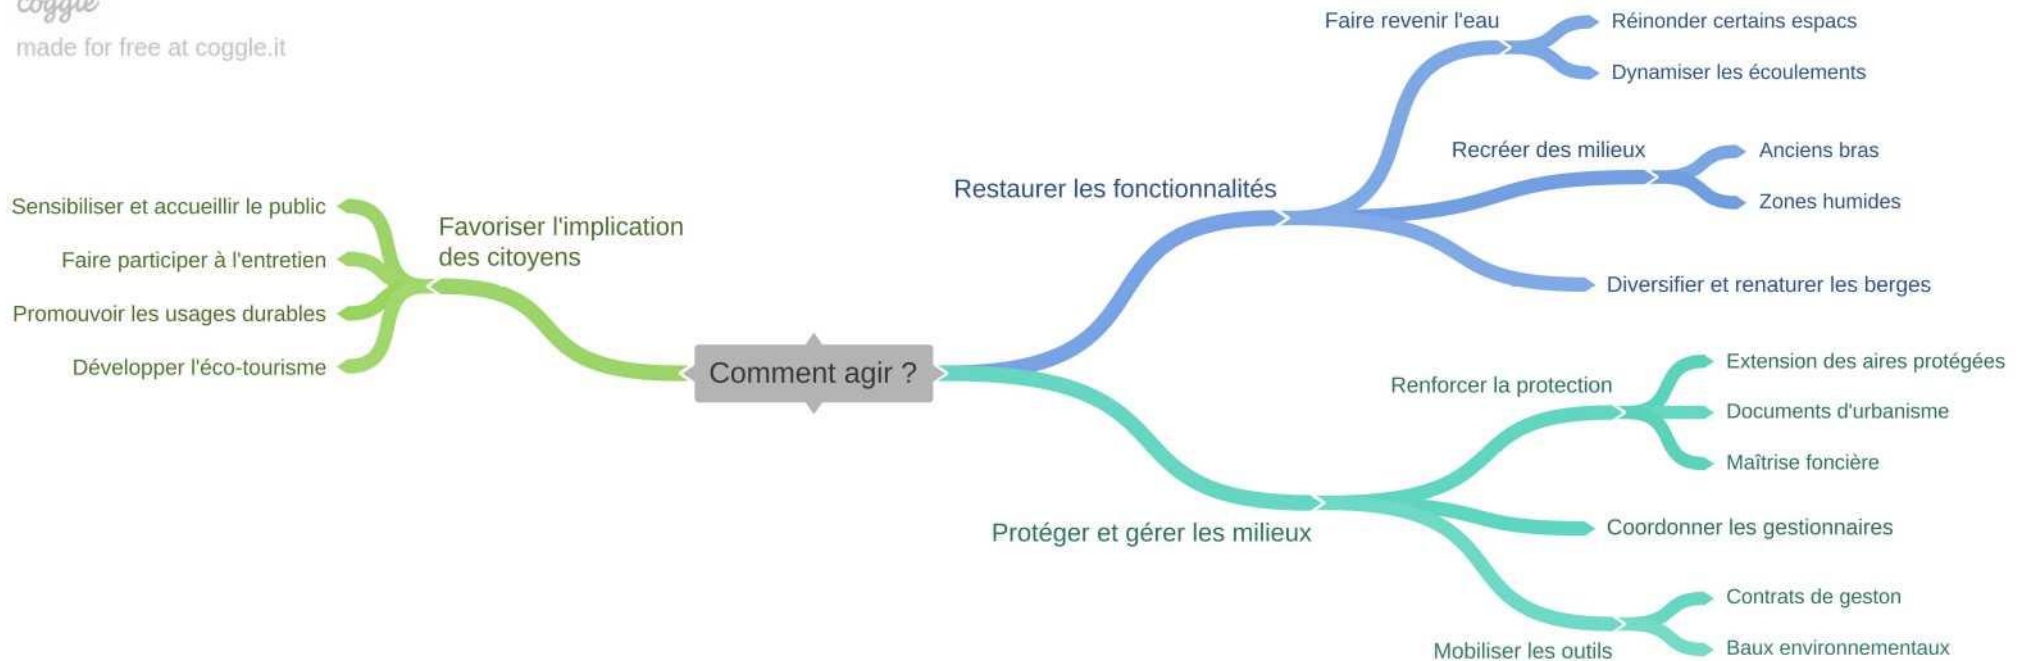 coggle
made for free at coggle.it
Faire revenir l'eau
Réinonder certains espacs
Dynamiser les écoulements
Recréer des milieux
Anciens bras
Zones humides
Restaurer les fonctionnalités
Diversifier et renaturer les berges
Sensibiliser et accueillir le public
Faire participer à l'entretien
Promouvoir les usages durables
Développer l'éco-tourisme
Favoriser l'implication
des citoyens
Comment agir ?
Renforcer la protection
Extension des aires protégées
Documents d'urbanisme
Maîtrise foncière
Protéger et gérer les milieux
Coordonner les gestionnaires
Mobiliser les outils
Contrats de geston
Baux environnementaux